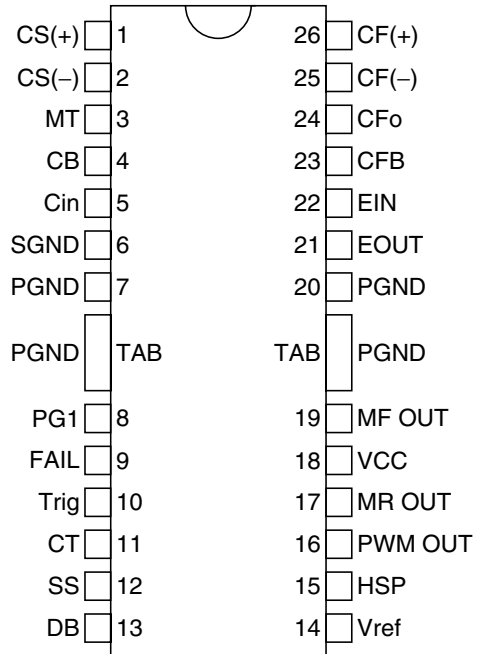 CS(+) 1 26 CF(+)
CS(−) 2 25 CF(−)
MT 3 24 CFo
CB 4 23 CFB
Cin 5 22 EIN
SGND 6 21 EOUT
PGND 7 20 PGND
PGND TAB TAB PGND
PG1 8 19 MF OUT
FAIL 9 18 VCC
Trig 10 17 MR OUT
CT 11 16 PWM OUT
SS 12 15 HSP
DB 13 14 Vref